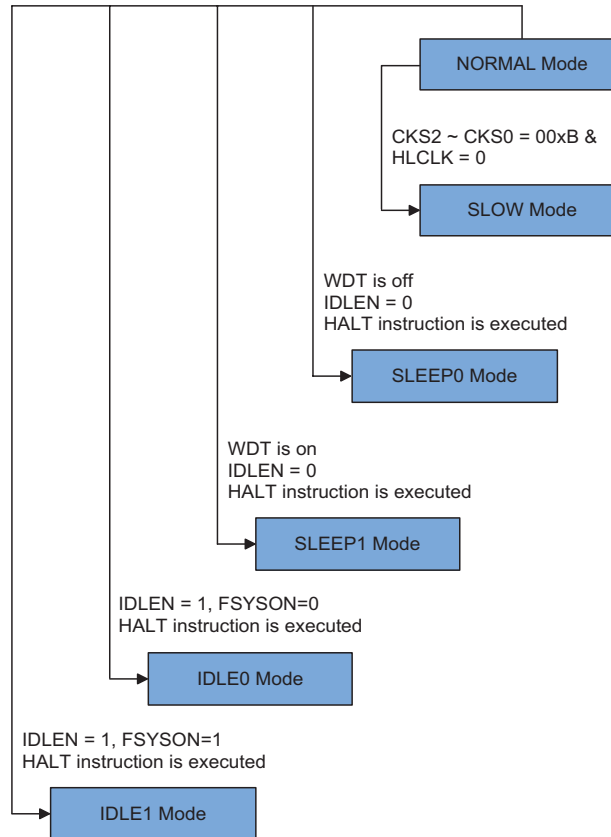 NORMAL Mode
CKS2 ~ CKS0 = 00xB &
HLCLK = 0
SLOW Mode
WDT is off
IDLEN = 0
HALT instruction is executed
SLEEP0 Mode
WDT is on
IDLEN = 0
HALT instruction is executed
SLEEP1 Mode
IDLEN = 1, FSYSON=0
HALT instruction is executed
IDLE0 Mode
IDLEN = 1, FSYSON=1
HALT instruction is executed
IDLE1 Mode